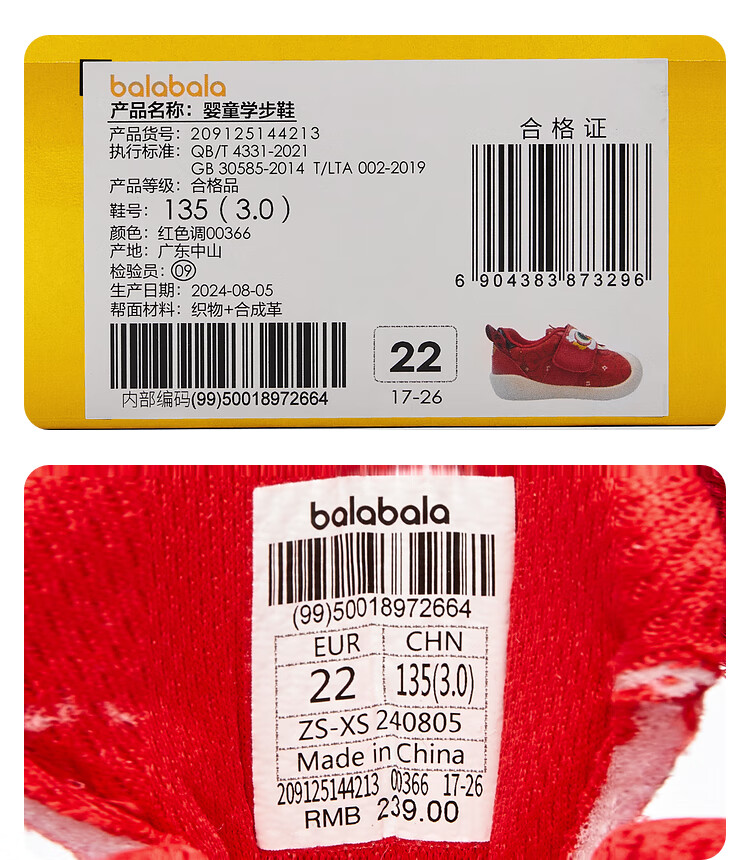 balabala
产品名称：婴童学步鞋
产品货号：209125144213
执行标准：QB/T 4331-2021
GB 30585-2014 T/LTA 002-2019
产品等级：合格品
鞋号：135（3.0）
颜色：红色调00366
产地：广东中山
检验员：09
生产日期：2024-08-05
帮面材料：织物+合成革
内部编码(99)50018972664
合格证
6 904383 873296
22
17-26
balabala
(99)50018972664
EUR CHN
22 135(3.0)
ZS-XS 240805
Made in China
209125144213 00366 17-26
RMB 239.00